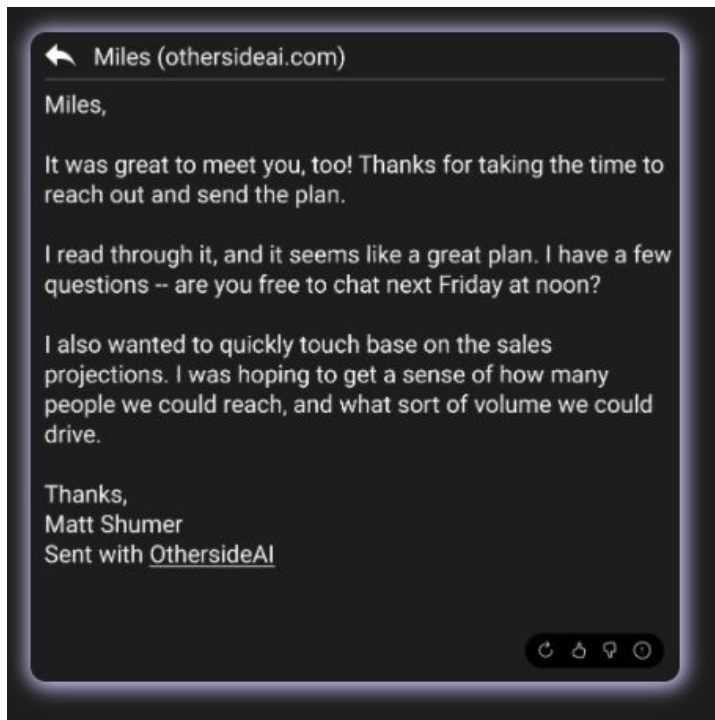 Miles (othersideai.com)
Miles,
It was great to meet you, too! Thanks for taking the time to
reach out and send the plan.
I read through it, and it seems like a great plan. I have a few
questions -- are you free to chat next Friday at noon?
I also wanted to quickly touch base on the sales
projections. I was hoping to get a sense of how many
people we could reach, and what sort of volume we could
drive.
Thanks,
Matt Shumer
Sent with OthersideAI